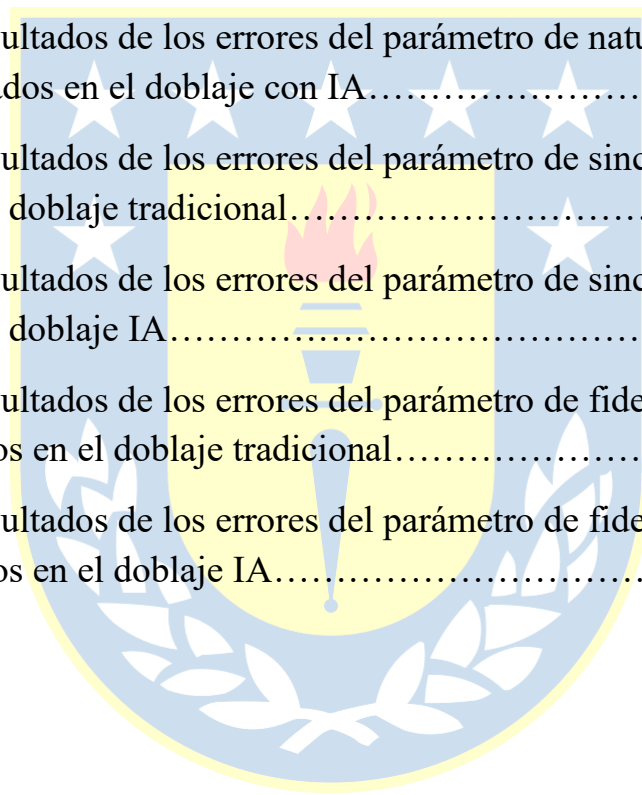 ultados de los errores del parámetro de natu
ados en el doblaje con IA……………………
ultados de los errores del parámetro de sinc
doblaje tradicional……………………………
ultados de los errores del parámetro de sinc
doblaje IA…………………………………………
ultados de los errores del parámetro de fide
os en el doblaje tradicional…………………
ultados de los errores del parámetro de fide
os en el doblaje IA………………………………